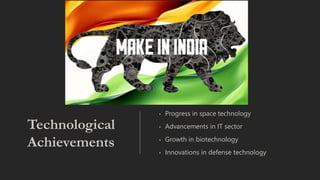 MAKE IN INDIA
Technological
Achievements
• Progress in space technology
• Advancements in IT sector
• Growth in biotechnology
• Innovations in defense technology